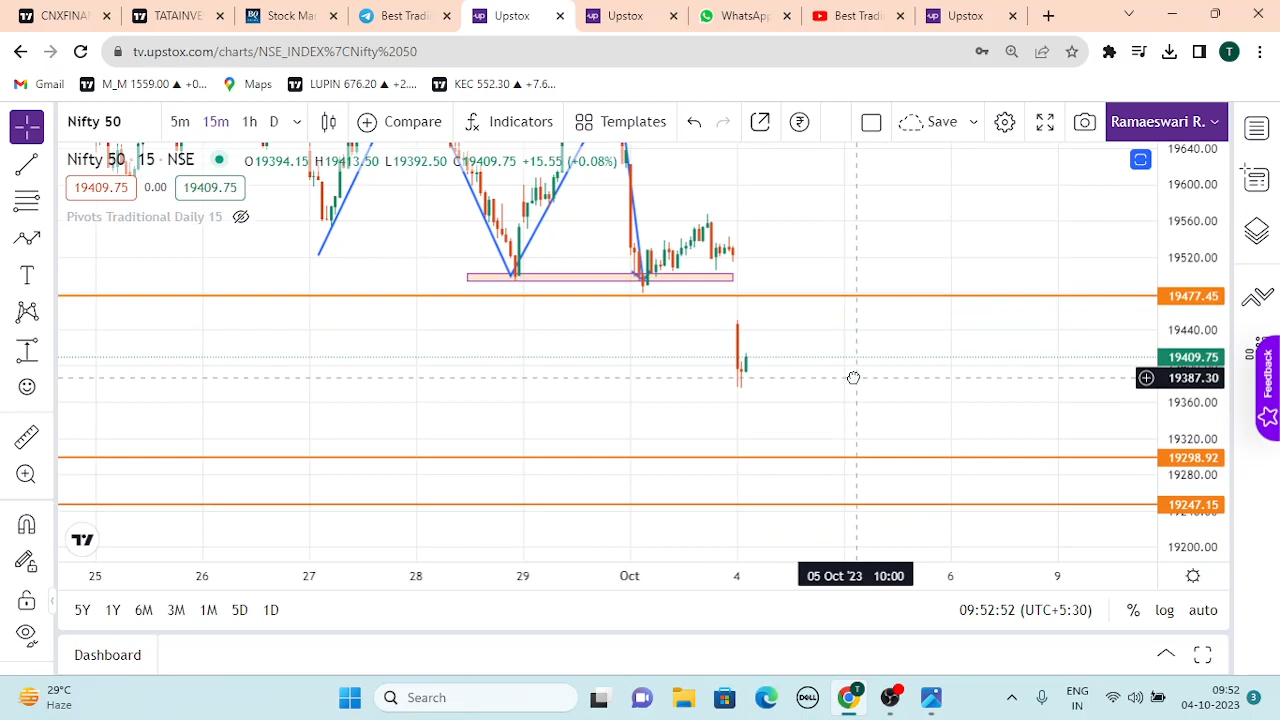 CNXFINA
TATAINVE
Stock Mar
Best Tradi
Upstox
Upstox
WhatsApp
Best Tradi
Upstox
tv.upstox.com/charts/NSE_INDEX%7CNifty%2050
T
Gmail
M_M 1559.00 ▲ +0...
Maps
LUPIN 676.20 ▲ +2....
KEC 552.30 ▲ +7.6...
Nifty 50
5m 15m 1h D
Compare
Indicators
Templates
Save
Ramaeswari R.
Nifty 50 · 15 · NSE
O19394.15 H19413.50 L19392.50 C19409.75 +15.55 (+0.08%)
19409.75 0.00 19409.75
Pivots Traditional Daily 15
19640.00
19600.00
19560.00
19520.00
19477.45
19440.00
19409.75
19387.30
19360.00
19320.00
19298.92
19280.00
19247.15
19200.00
Feedback
25 26 27 28 29 Oct 4 05 Oct '23 10:00 6 9
5Y 1Y 6M 3M 1M 5D 1D
09:52:52 (UTC+5:30)
% log auto
Dashboard
29°C
Haze
Search
DELL
T
ENG
IN
09:52
04-10-2023
3